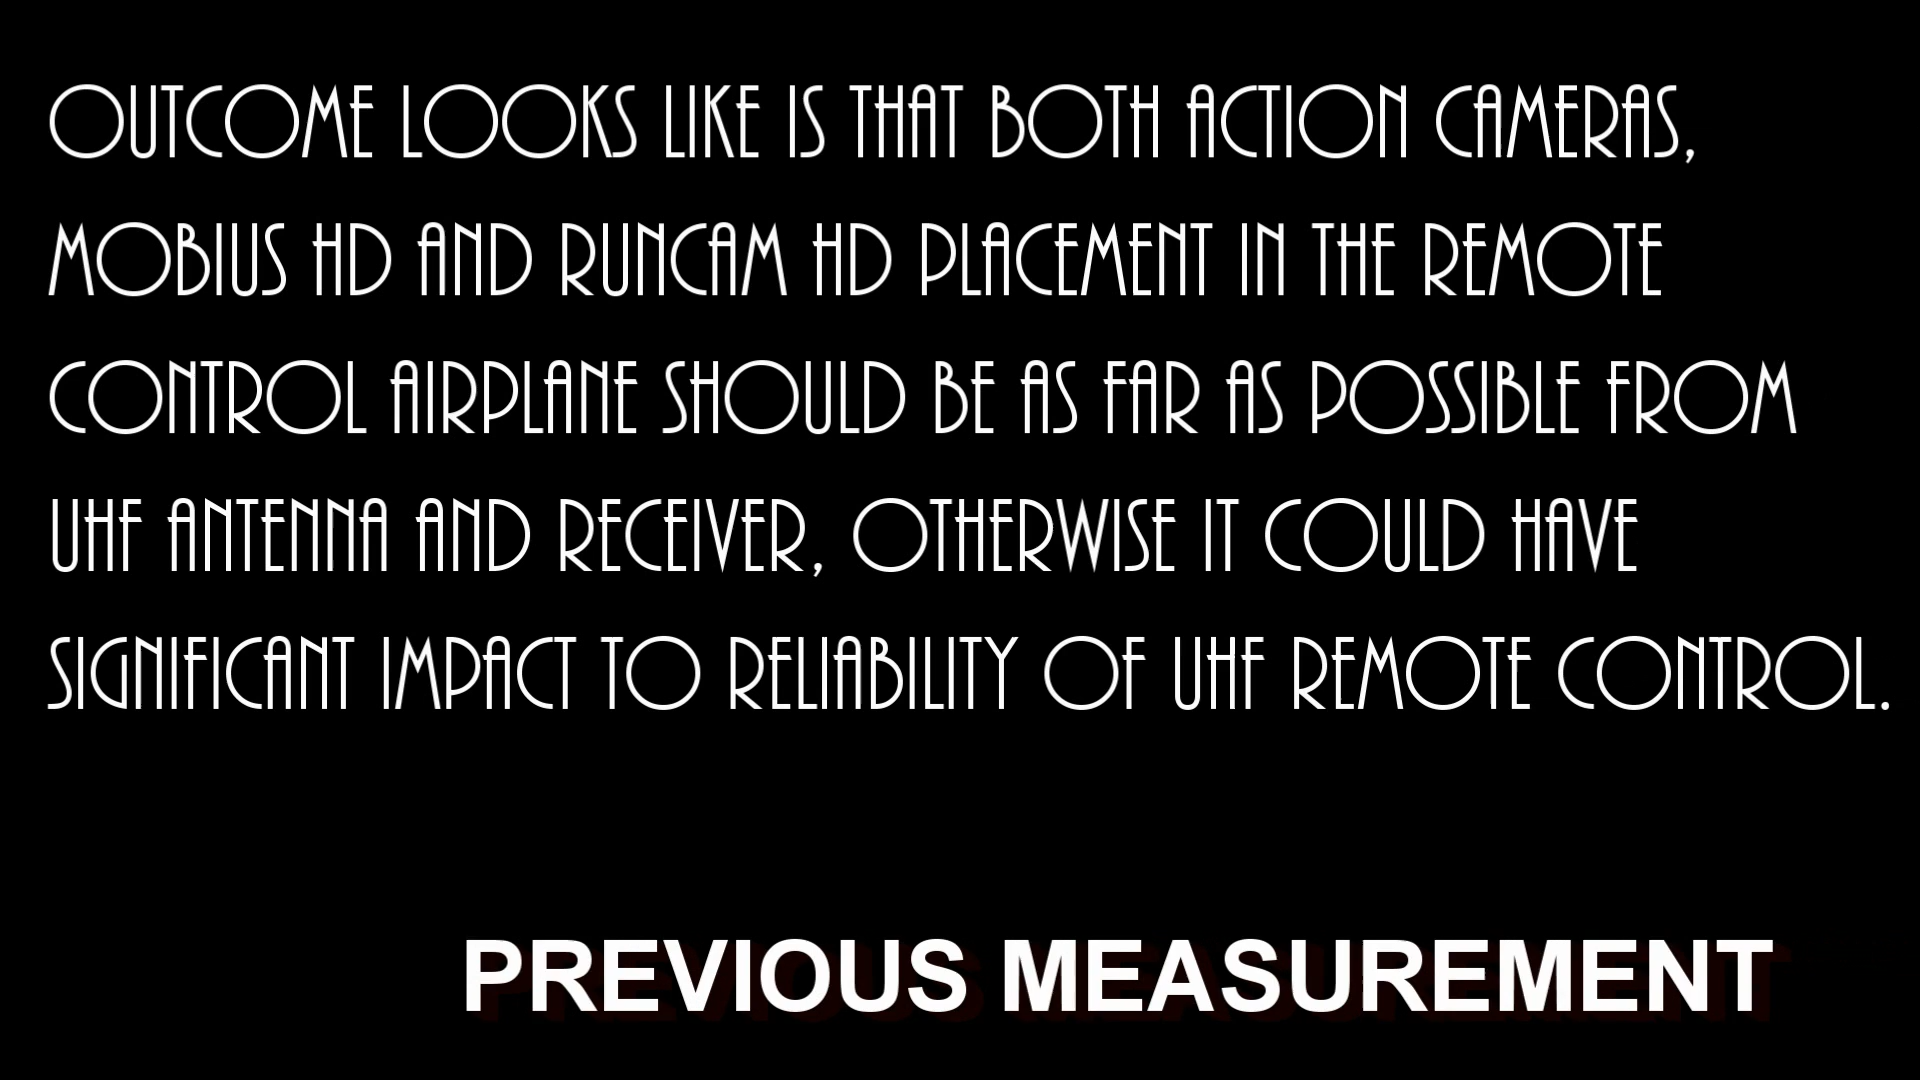 OUTCOME LOOKS LIKE IS THAT BOTH ACTION CAMERAS,
MOBIUS HD AND RUNCAM HD PLACEMENT IN THE REMOTE
CONTROL AIRPLANE SHOULD BE AS FAR AS POSSIBLE FROM
UHF ANTENNA AND RECEIVER, OTHERWISE IT COULD HAVE
SIGNIFICANT IMPACT TO RELIABILITY OF UHF REMOTE CONTROL.
PREVIOUS MEASUREMENT